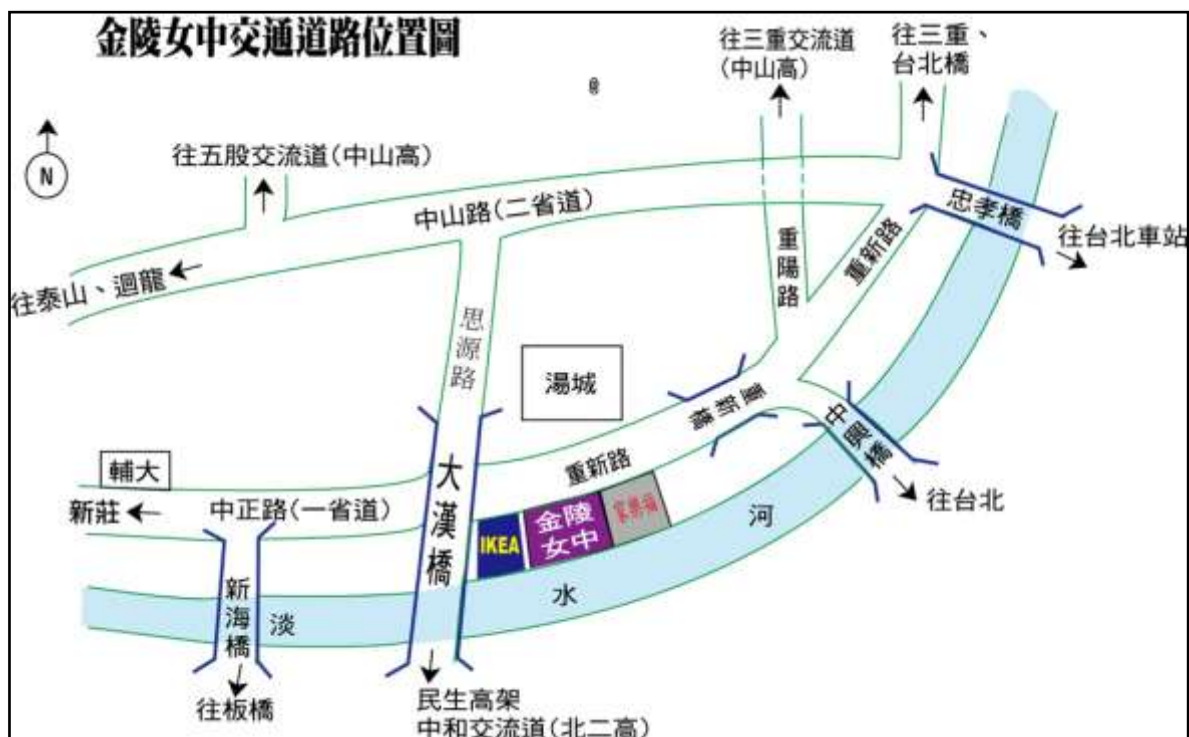 金陵女中交通道路位置圖
往三重交流道
(中山高)
往三重、
台北橋
@
N
往五股交流道(中山高)
中山路(二省道)
忠孝橋
往台北車站
重新路
重陽路
往泰山、迴龍
思源路
湯城
重新橋
中興橋
往台北
輔大
新莊
中正路(一省道)
大漢橋
重新路
IKEA
金陵
女中
家樂福
河
水
淡
新海橋
往板橋
民生高架
中和交流道(北二高)